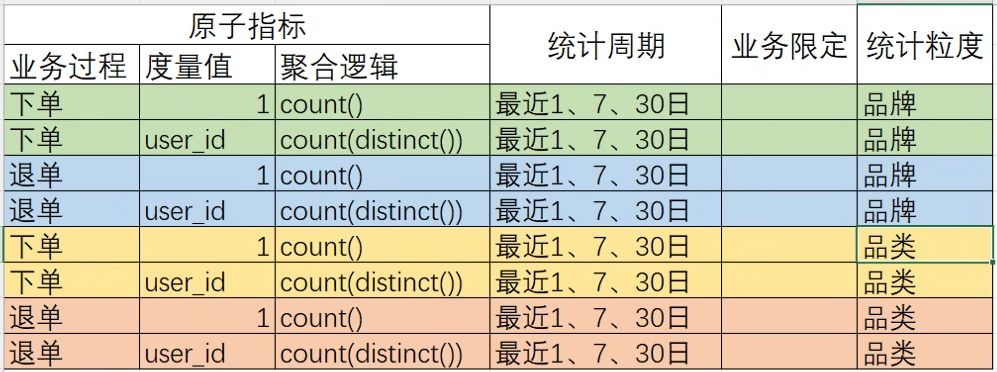 原子指标 统计周期 业务限定 统计粒度
业务过程 度量值 聚合逻辑
下单 1 count() 最近1、7、30日 品牌
下单 user_id count(distinct()) 最近1、7、30日 品牌
退单 1 count() 最近1、7、30日 品牌
退单 user_id count(distinct()) 最近1、7、30日 品牌
下单 1 count() 最近1、7、30日 品类
下单 user_id count(distinct()) 最近1、7、30日 品类
退单 1 count() 最近1、7、30日 品类
退单 user_id count(distinct()) 最近1、7、30日 品类